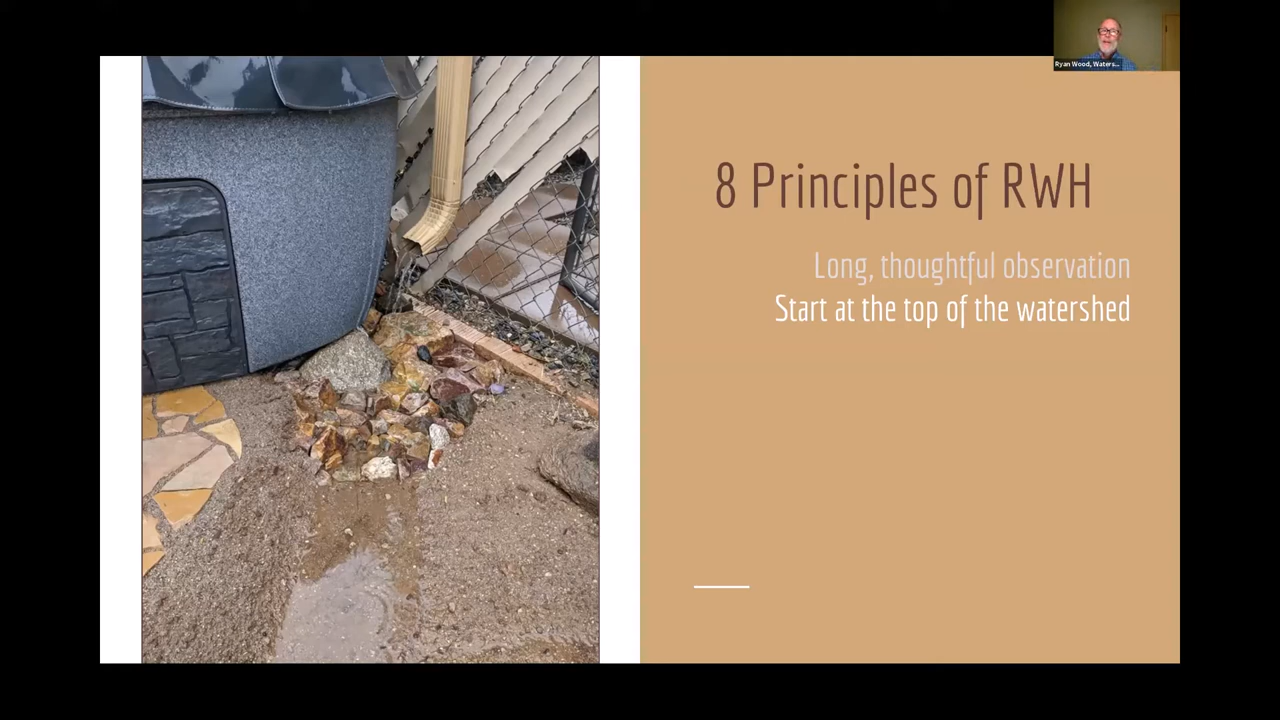 Ryan Wood, Waters...
8 Principles of RWH
Long, thoughtful observation
Start at the top of the watershed